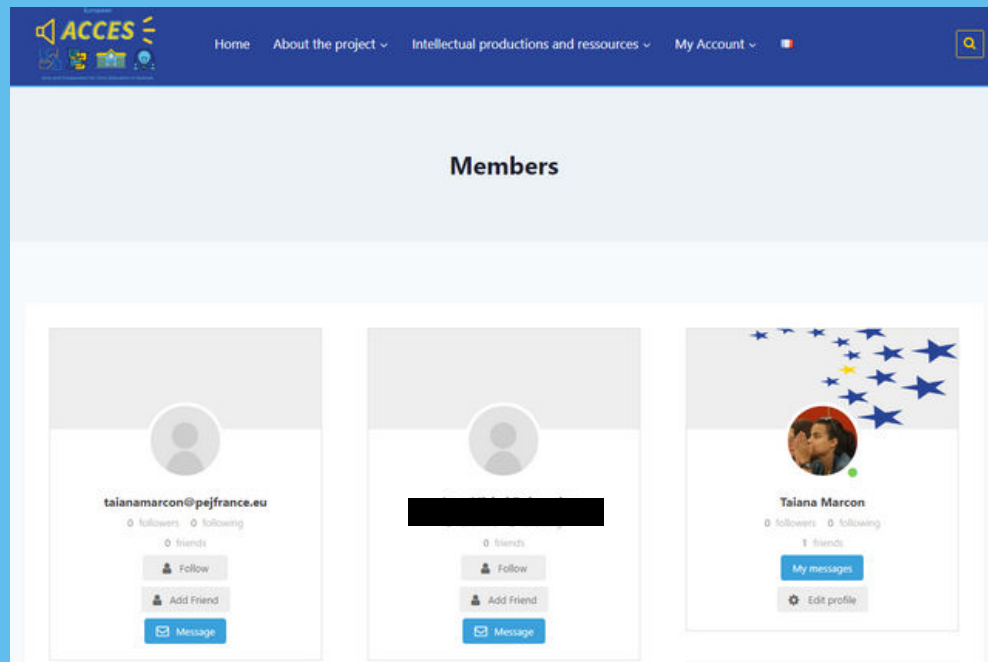 European
ACCES
Home
About the project
Intellectual productions and ressources
My Account
Members
taianamarcon@pejfrance.eu
0 followers 0 following
0 friends
Follow
Add Friend
Message
0 friends
Follow
Add Friend
Message
Taiana Marcon
0 followers 0 following
1 friends
My messages
Edit profile